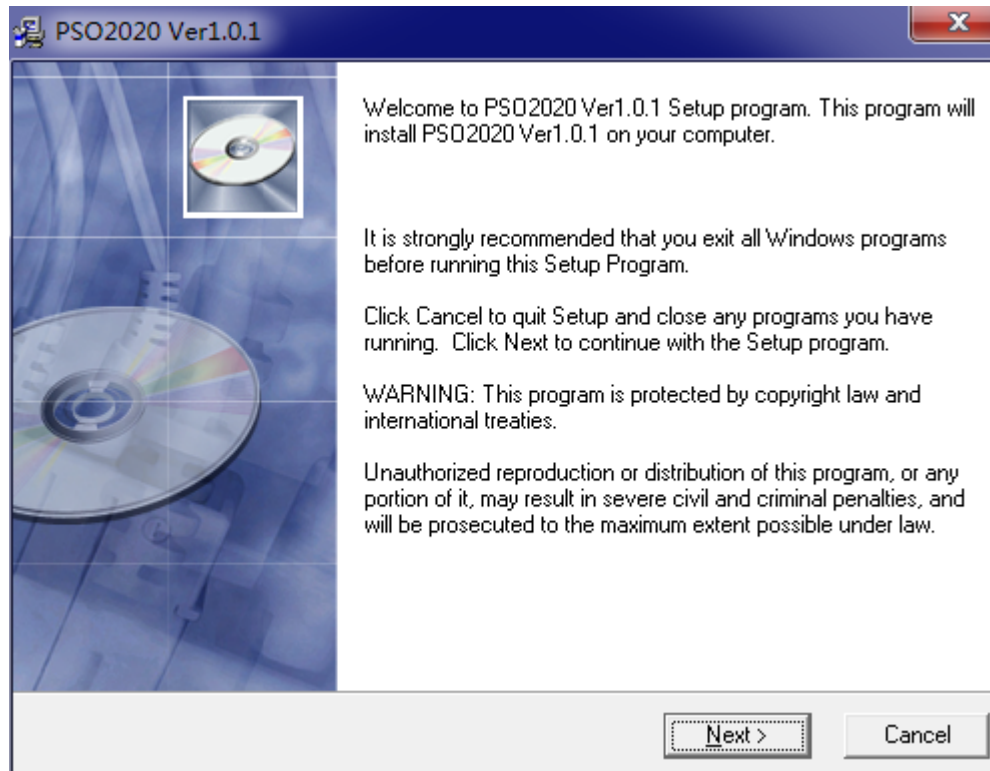 PSO2020 Ver1.0.1
Welcome to PSO2020 Ver1.0.1 Setup program. This program will
install PSO2020 Ver1.0.1 on your computer.
It is strongly recommended that you exit all Windows programs
before running this Setup Program.
Click Cancel to quit Setup and close any programs you have
running. Click Next to continue with the Setup program.
WARNING: This program is protected by copyright law and
international treaties.
Unauthorized reproduction or distribution of this program, or any
portion of it, may result in severe civil and criminal penalties, and
will be prosecuted to the maximum extent possible under law.
Next > Cancel